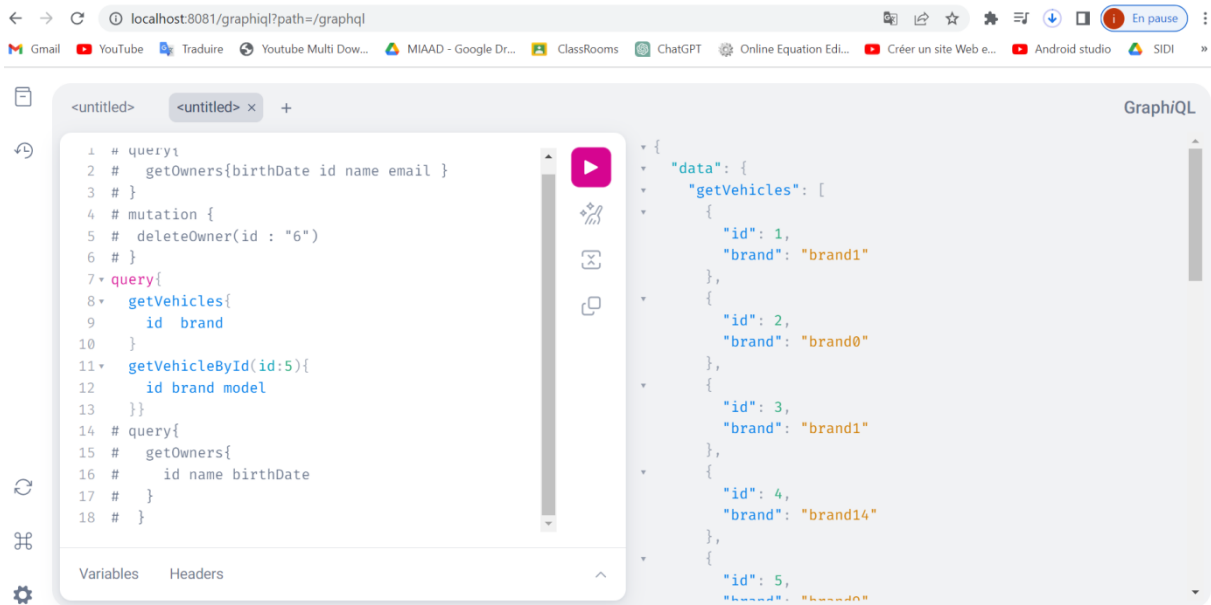 localhost:8081/graphiql?path=/graphql
En pause
Gmail YouTube Traduire Youtube Multi Dow... MIAAD - Google Dr... ClassRooms ChatGPT Online Equation Edi... Créer un site Web e... Android studio SIDI »
<untitled> <untitled> × +
GraphiQL
1 # query{
2 #   getOwners{birthDate id name email }
3 # }
4 # mutation {
5 #  deleteOwner(id : "6")
6 # }
7 query{
8   getVehicles{
9     id  brand
10   }
11   getVehicleById(id:5){
12     id brand model
13   }}
14 # query{
15 #   getOwners{
16 #     id name birthDate
17 #   }
18 #  }
Variables Headers
{
  "data": {
    "getVehicles": [
      {
        "id": 1,
        "brand": "brand1"
      },
      {
        "id": 2,
        "brand": "brand0"
      },
      {
        "id": 3,
        "brand": "brand1"
      },
      {
        "id": 4,
        "brand": "brand14"
      },
      {
        "id": 5,
        "brand":